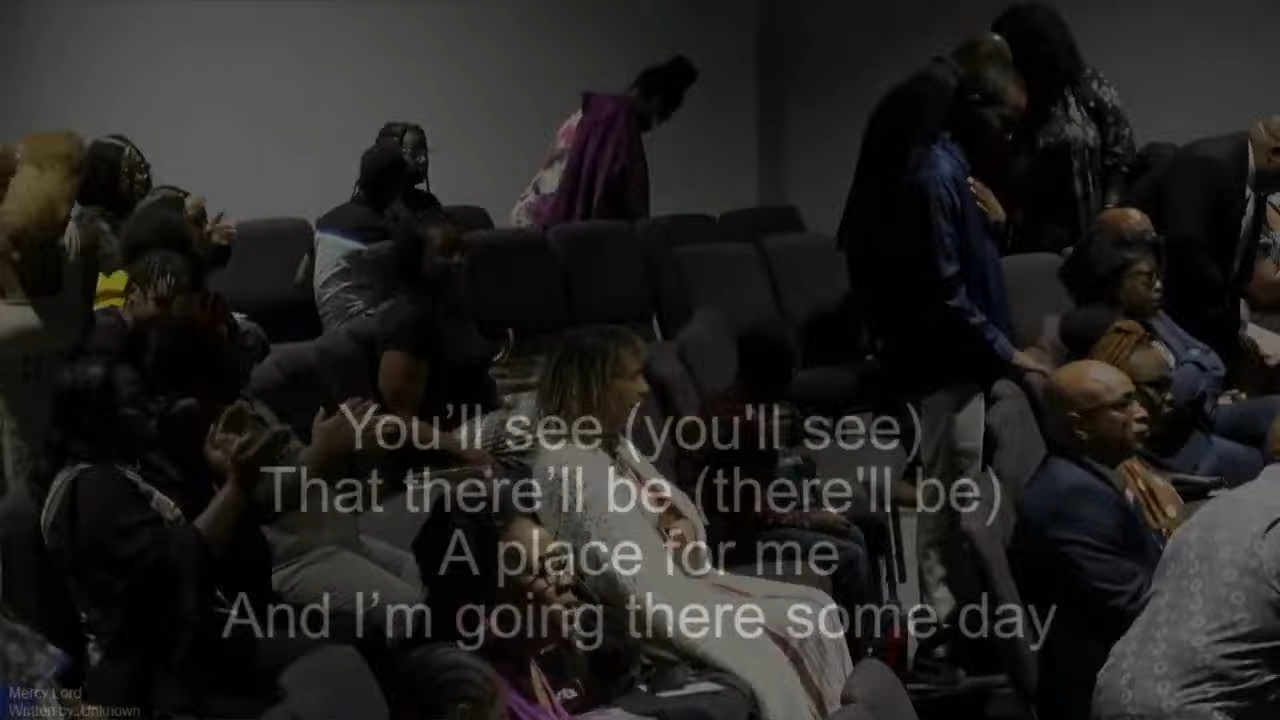 You’ll see (you'll see)
That there’ll be (there'll be)
A place for me
And I’m going there some day
Mercy Lord
Written by: Unknown